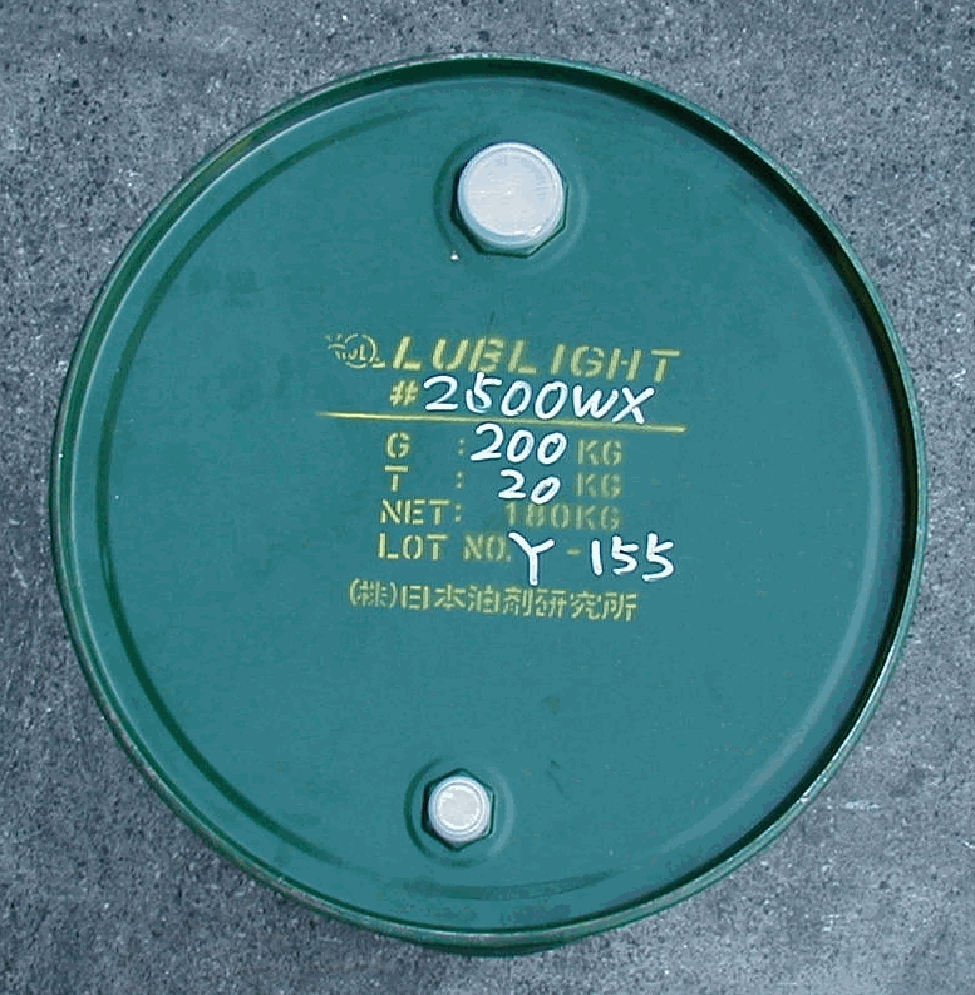 LUBLIGHT
#2500WX
G : 200 KG
T : 20 KG
NET: 180KG
LOT NO. Y-155
(株)日本油剤研究所